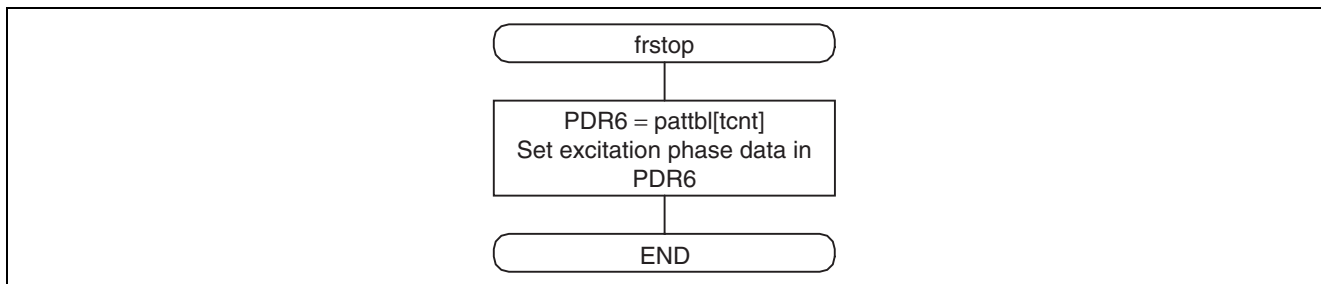 frstop
PDR6 = pattbl[tcnt]
Set excitation phase data in
PDR6
END